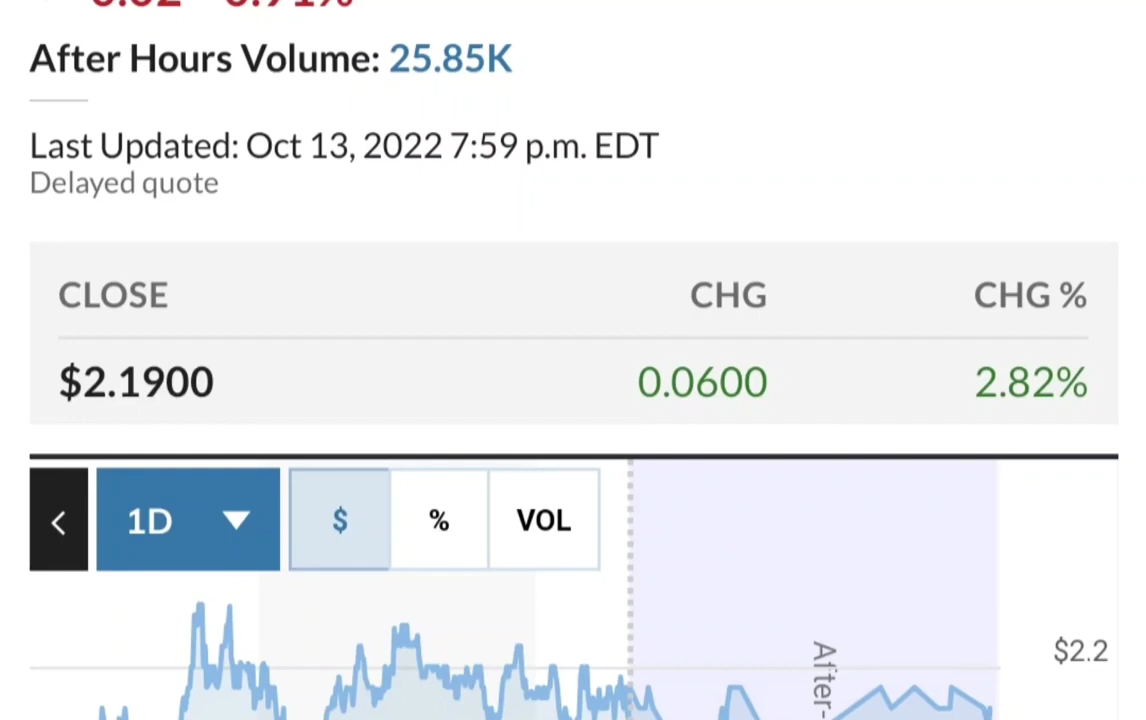 After Hours Volume: 25.85K
Last Updated: Oct 13, 2022 7:59 p.m. EDT
Delayed quote
CLOSE CHG CHG %
$2.1900 0.0600 2.82%
1D $ % VOL
$2.2
After-